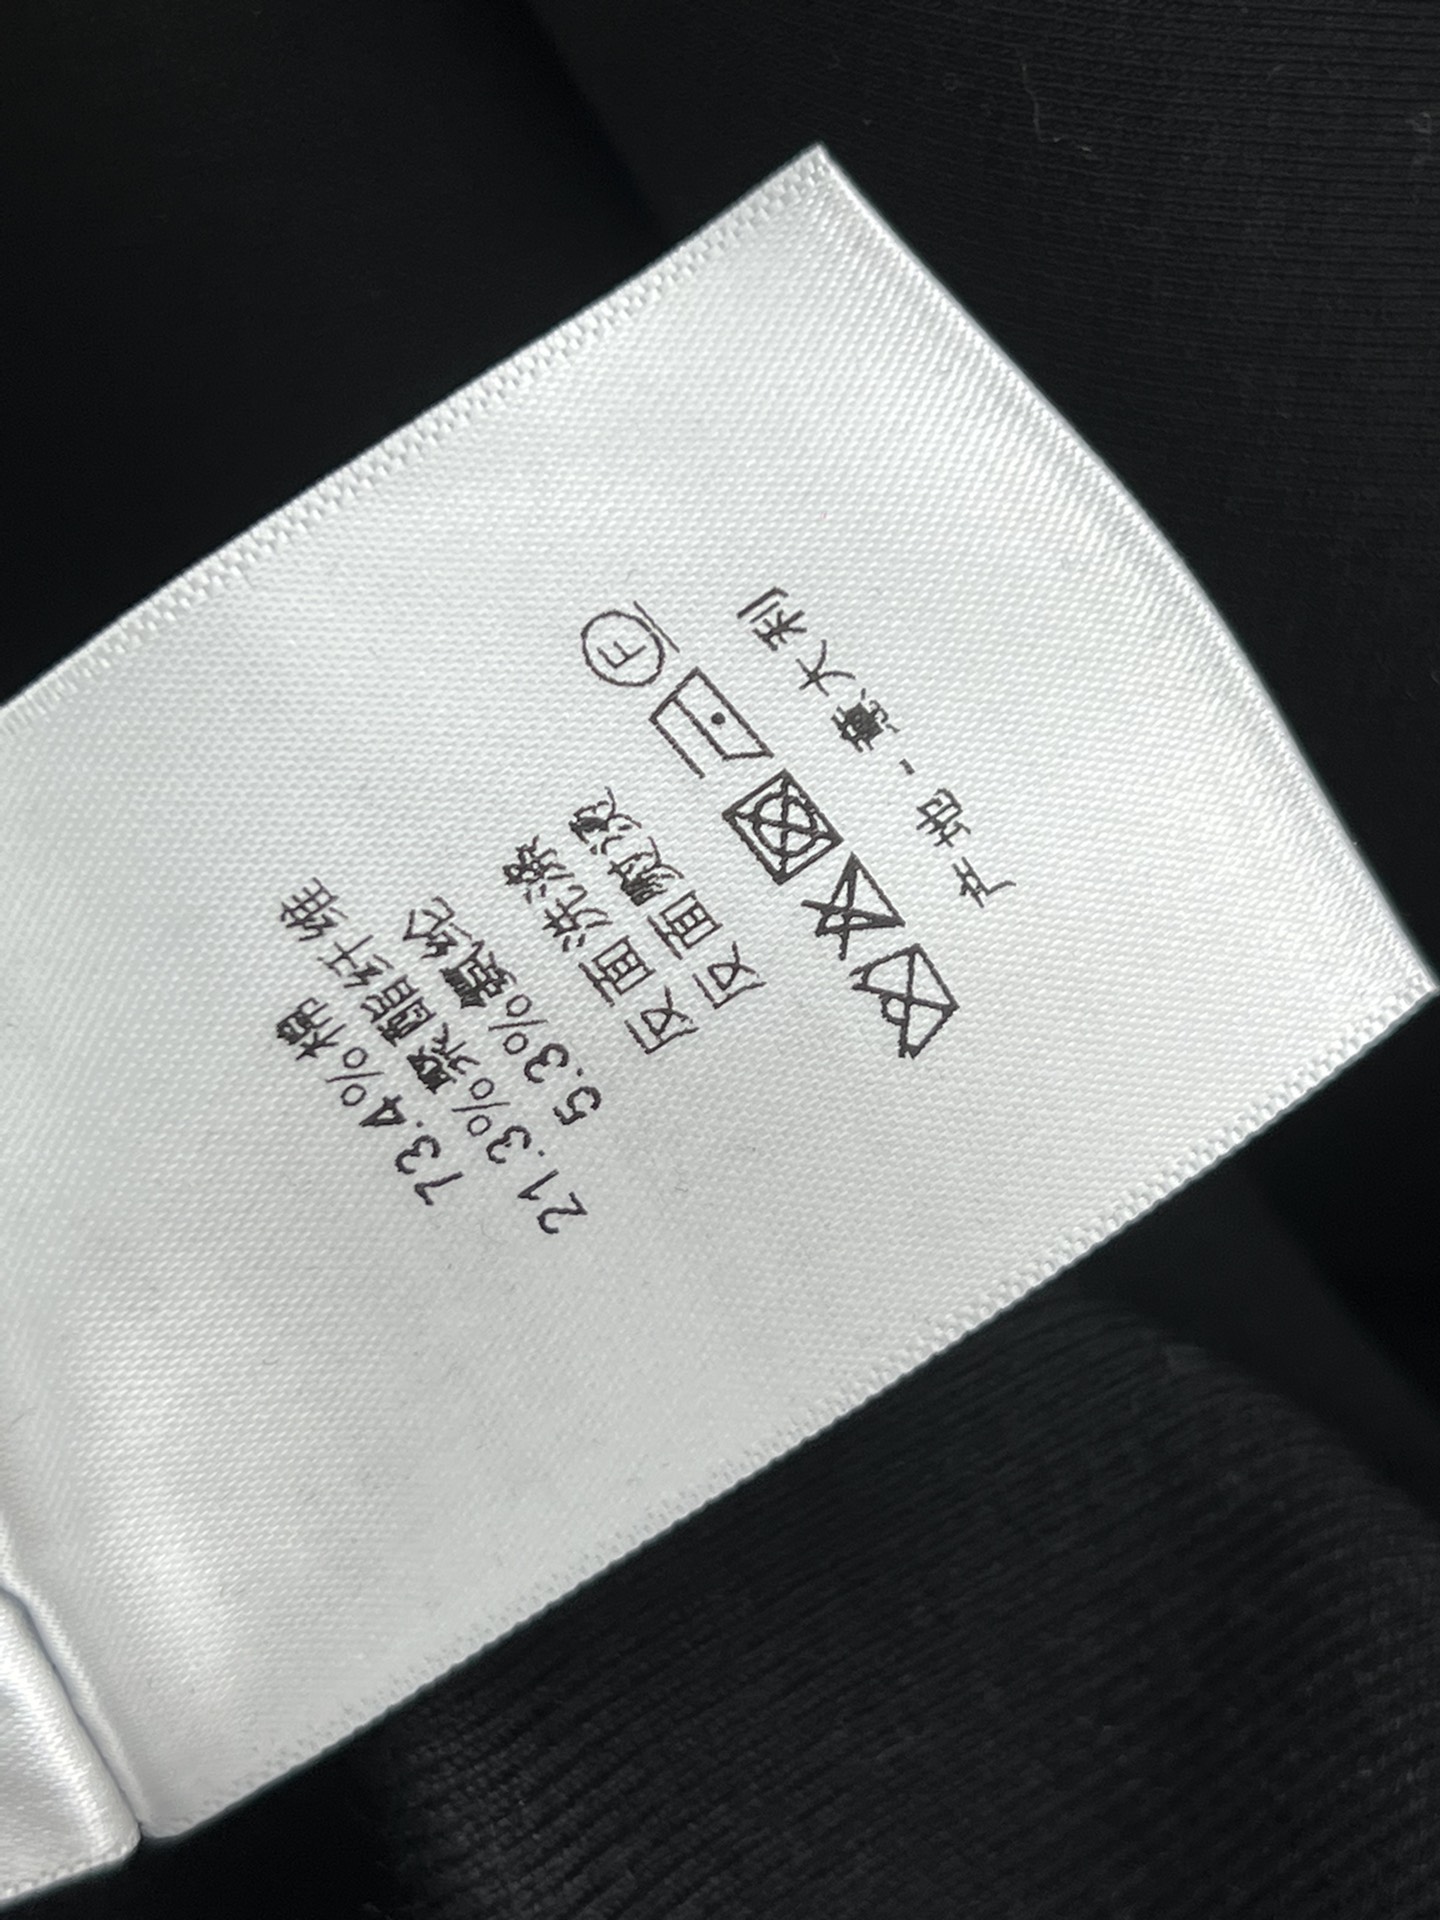 73.4%棉
21.3%聚酯纤维
5.3%氨纶
反面洗涤
反面熨烫
F
产地-意大利